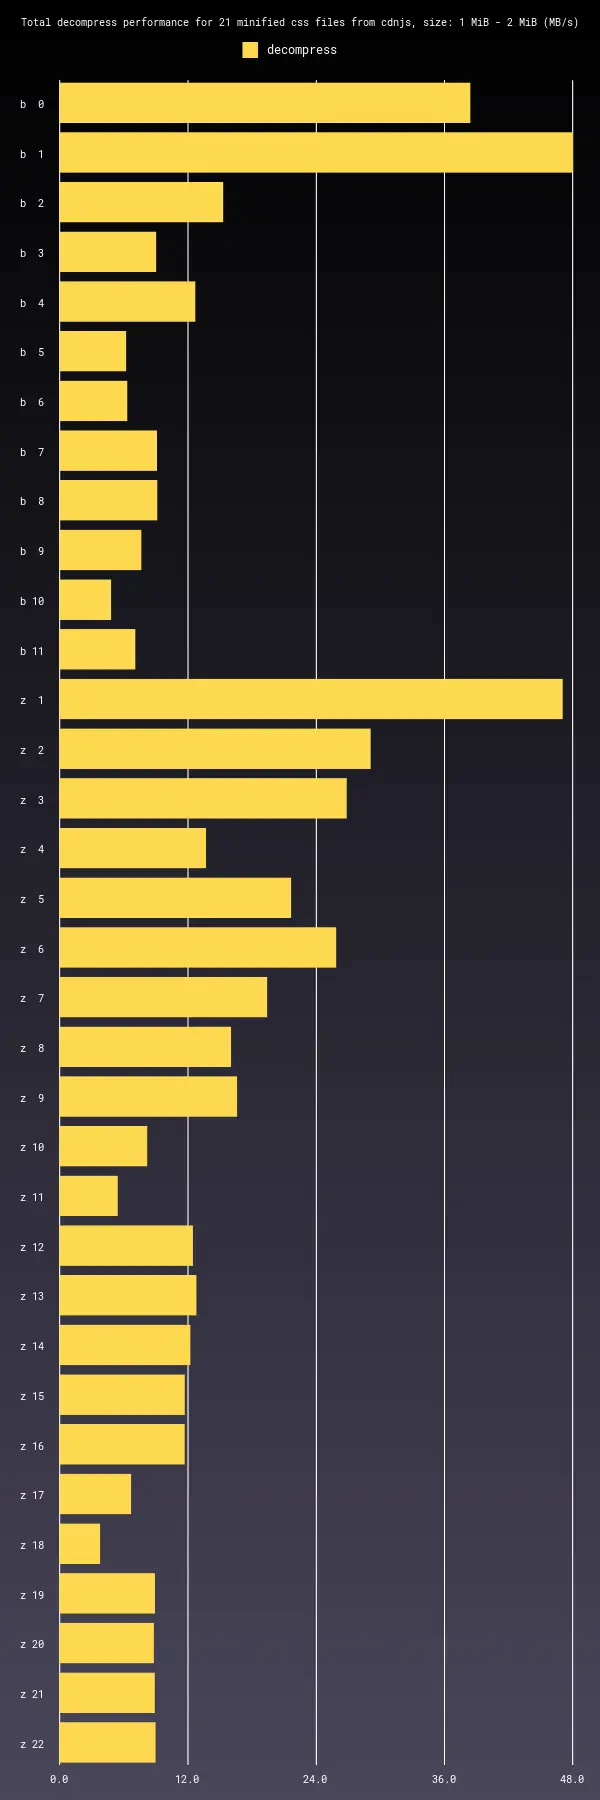 Total decompress performance for 21 minified css files from cdnjs, size: 1 MiB - 2 MiB (MB/s)
decompress
b  0
b  1
b  2
b  3
b  4
b  5
b  6
b  7
b  8
b  9
b 10
b 11
z  1
z  2
z  3
z  4
z  5
z  6
z  7
z  8
z  9
z 10
z 11
z 12
z 13
z 14
z 15
z 16
z 17
z 18
z 19
z 20
z 21
z 22
0.0 12.0 24.0 36.0 48.0